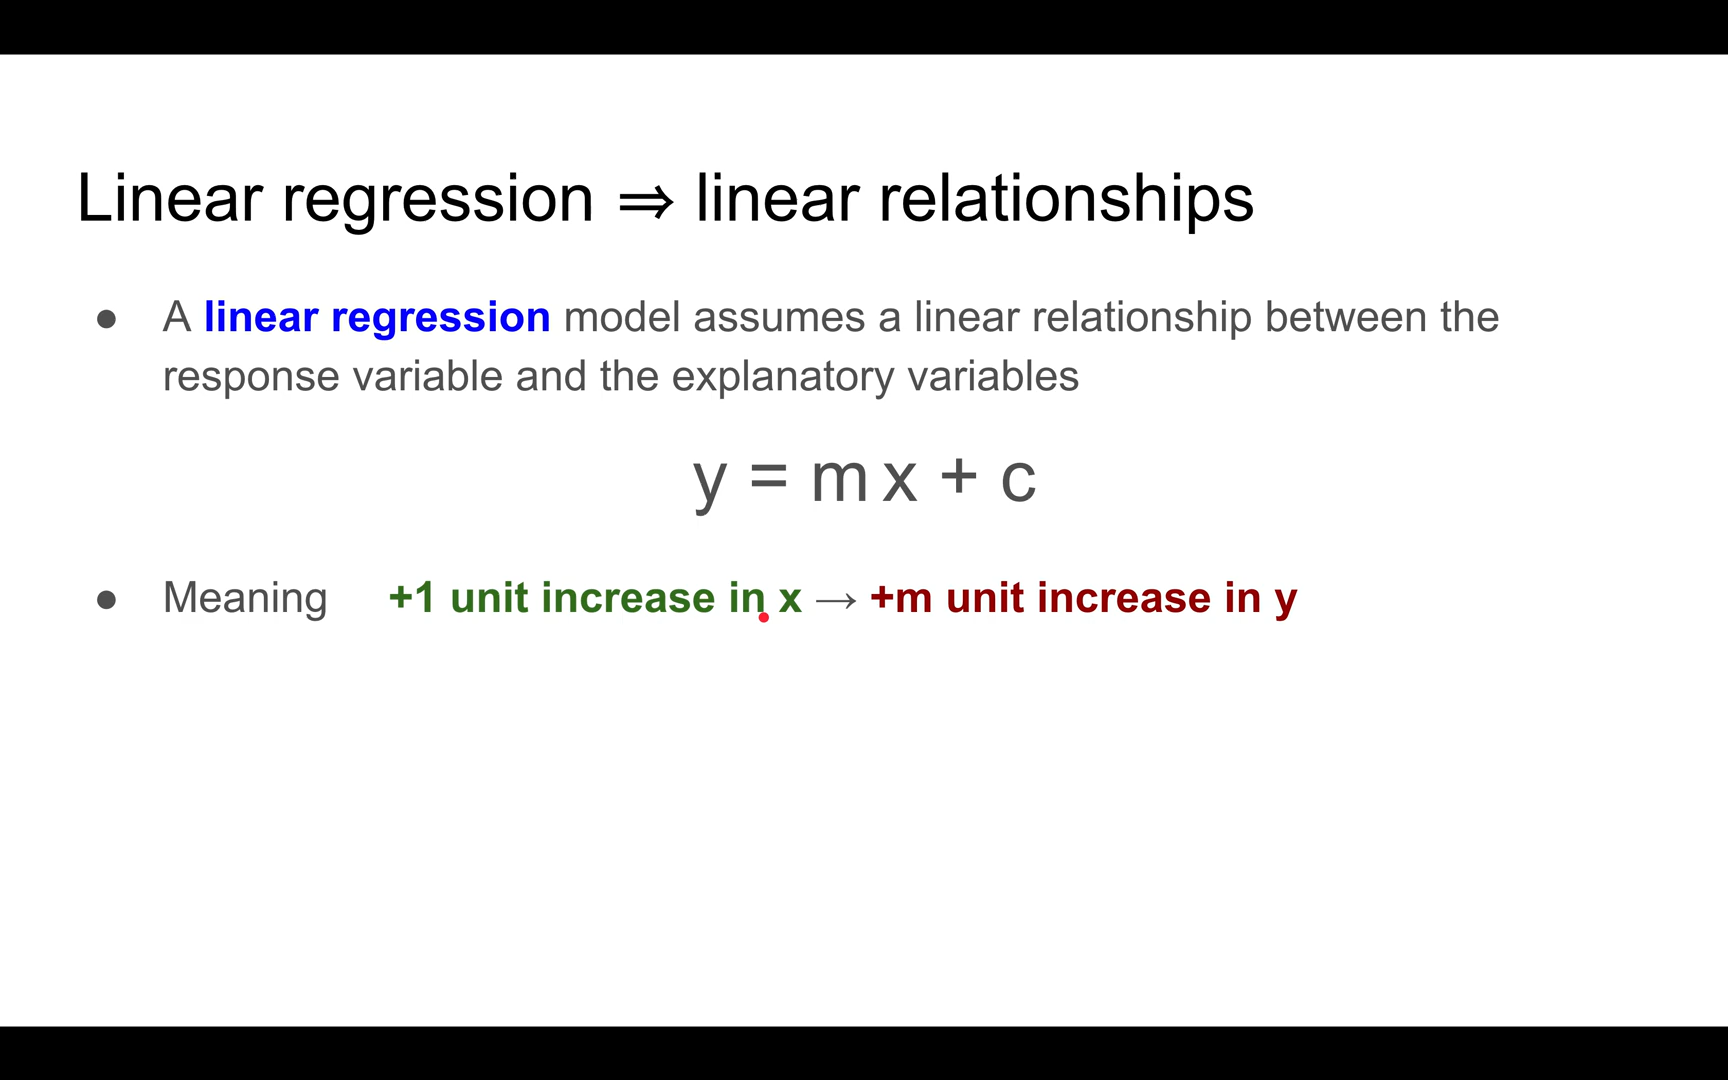 Linear regression ⇒ linear relationships
● A linear regression model assumes a linear relationship between the
response variable and the explanatory variables
y = m x + c
● Meaning +1 unit increase in x → +m unit increase in y